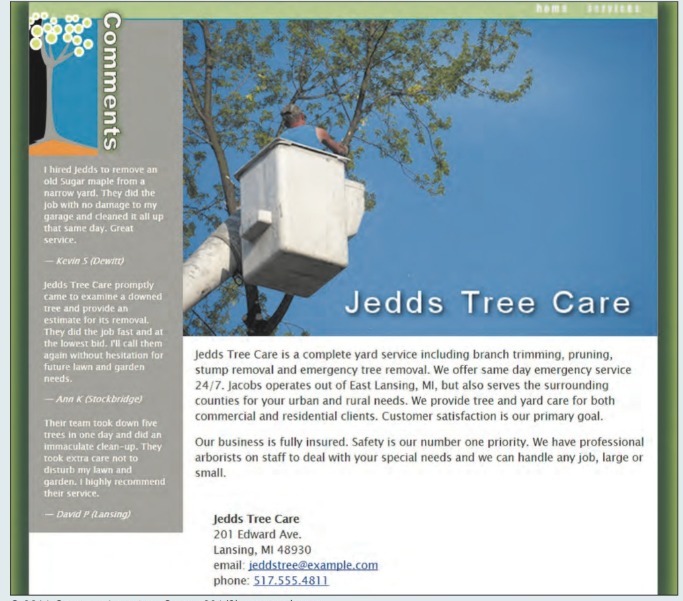 home services
Comments
I hired Jedds to remove an
old Sugar maple from a
narrow yard. They did the
job with no damage to my
garage and cleaned it all up
that same day. Great
service.
— Kevin S (Dewitt)
Jedds Tree Care promptly
came to examine a downed
tree and provide an
estimate for its removal.
They did the job fast and at
the lowest bid. I'll call them
again without hesitation for
future lawn and garden
needs.
— Ann K (Stockbridge)
Their team took down five
trees in one day and did an
immaculate clean-up. They
took extra care not to
disturb my lawn and
garden. I highly recommend
their service.
— David P (Lansing)
Jedds Tree Care
Jedds Tree Care is a complete yard service including branch trimming, pruning,
stump removal and emergency tree removal. We offer same day emergency service
24/7. Jacobs operates out of East Lansing, MI, but also serves the surrounding
counties for your urban and rural needs. We provide tree and yard care for both
commercial and residential clients. Customer satisfaction is our primary goal.
Our business is fully insured. Safety is our number one priority. We have professional
arborists on staff to deal with your special needs and we can handle any job, large or
small.
Jedds Tree Care
201 Edward Ave.
Lansing, MI 48930
email: jeddstree@example.com
phone: 517.555.4811